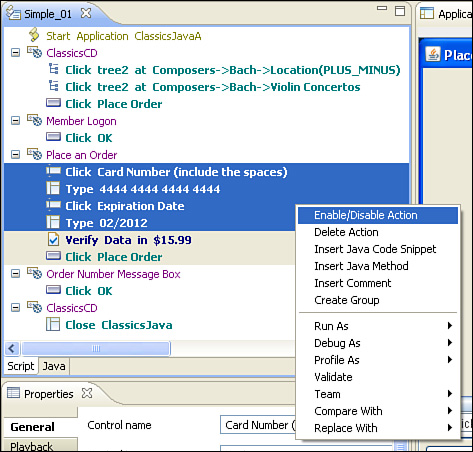 Simple_01
Applica
Start Application ClassicsJavaA
ClassicsCD
Click tree2 at Composers->Bach->Location(PLUS_MINUS)
Click tree2 at Composers->Bach->Violin Concertos
Click Place Order
Member Logon
Click OK
Place an Order
Click Card Number (include the spaces)
Type 4444 4444 4444 4444
Click Expiration Date
Type 02/2012
Verify Data in $15.99
Click Place Order
Order Number Message Box
Click OK
ClassicsCD
Close ClassicsJava
Script Java
Place
Enable/Disable Action
Delete Action
Insert Java Code Snippet
Insert Java Method
Insert Comment
Create Group
Run As
Debug As
Profile As
Validate
Team
Compare With
Replace With
Properties
General
Playback
Control name
Card Number (